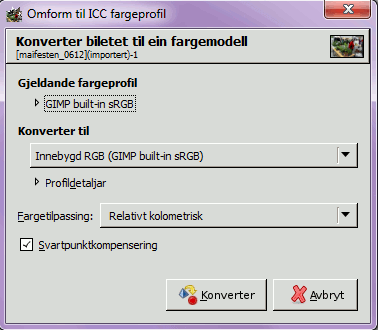 Omform til ICC fargeprofil
Konverter biletet til ein fargemodell
[maifesten_0612](importert)-1
Gjeldande fargeprofil
GIMP built-in sRGB
Konverter til
Innebygd RGB (GIMP built-in sRGB)
Profildetaljar
Fargetilpassing: Relativt kolometrisk
Svartpunktkompensering
Konverter Avbryt